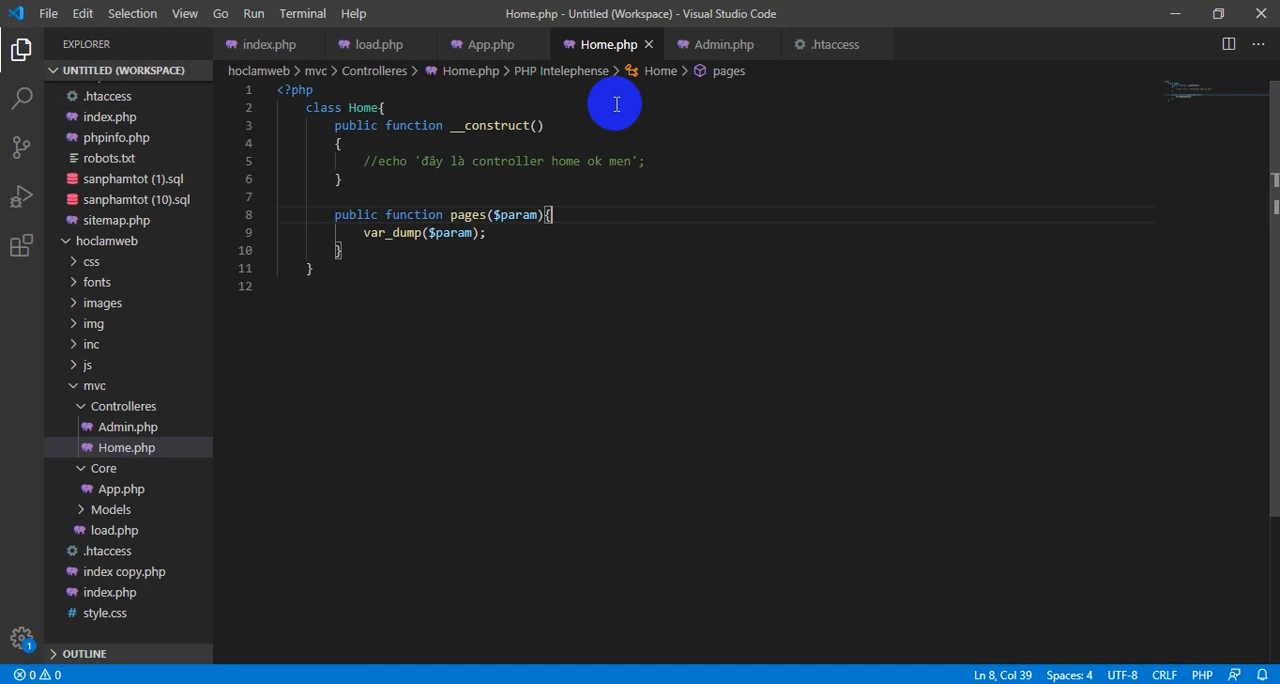 File Edit Selection View Go Run Terminal Help Home.php - Untitled (Workspace) - Visual Studio Code
EXPLORER index.php load.php App.php Home.php Admin.php .htaccess
UNTITLED (WORKSPACE) hoclamweb > mvc > Controlleres > Home.php > PHP Intelephense > Home > pages
.htaccess
index.php
phpinfo.php
robots.txt
sanphamtot (1).sql
sanphamtot (10).sql
sitemap.php
hoclamweb
css
fonts
images
img
inc
js
mvc
Controlleres
Admin.php
Home.php
Core
App.php
Models
load.php
.htaccess
index copy.php
index.php
# style.css
OUTLINE
1 <?php
2 class Home{
3 public function __construct()
4 {
5 //echo 'đây là controller home ok men';
6 }
7
8 public function pages($param){
9 var_dump($param);
10 }
11 }
12
1
0 0 Ln 8, Col 39 Spaces: 4 UTF-8 CRLF PHP